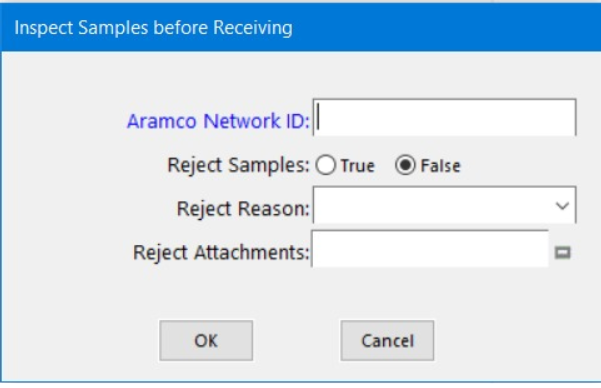 Inspect Samples before Receiving
Aramco Network ID:
Reject Samples: True False
Reject Reason:
Reject Attachments:
OK Cancel